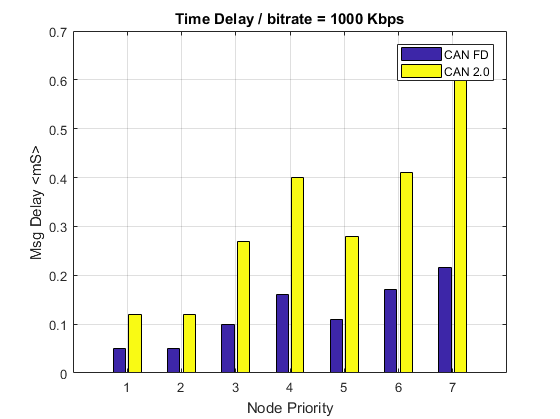 Time Delay / bitrate = 1000 Kbps
CAN FD
CAN 2.0
Msg Delay <mS>
0.7
0.6
0.5
0.4
0.3
0.2
0.1
0
1 2 3 4 5 6 7
Node Priority